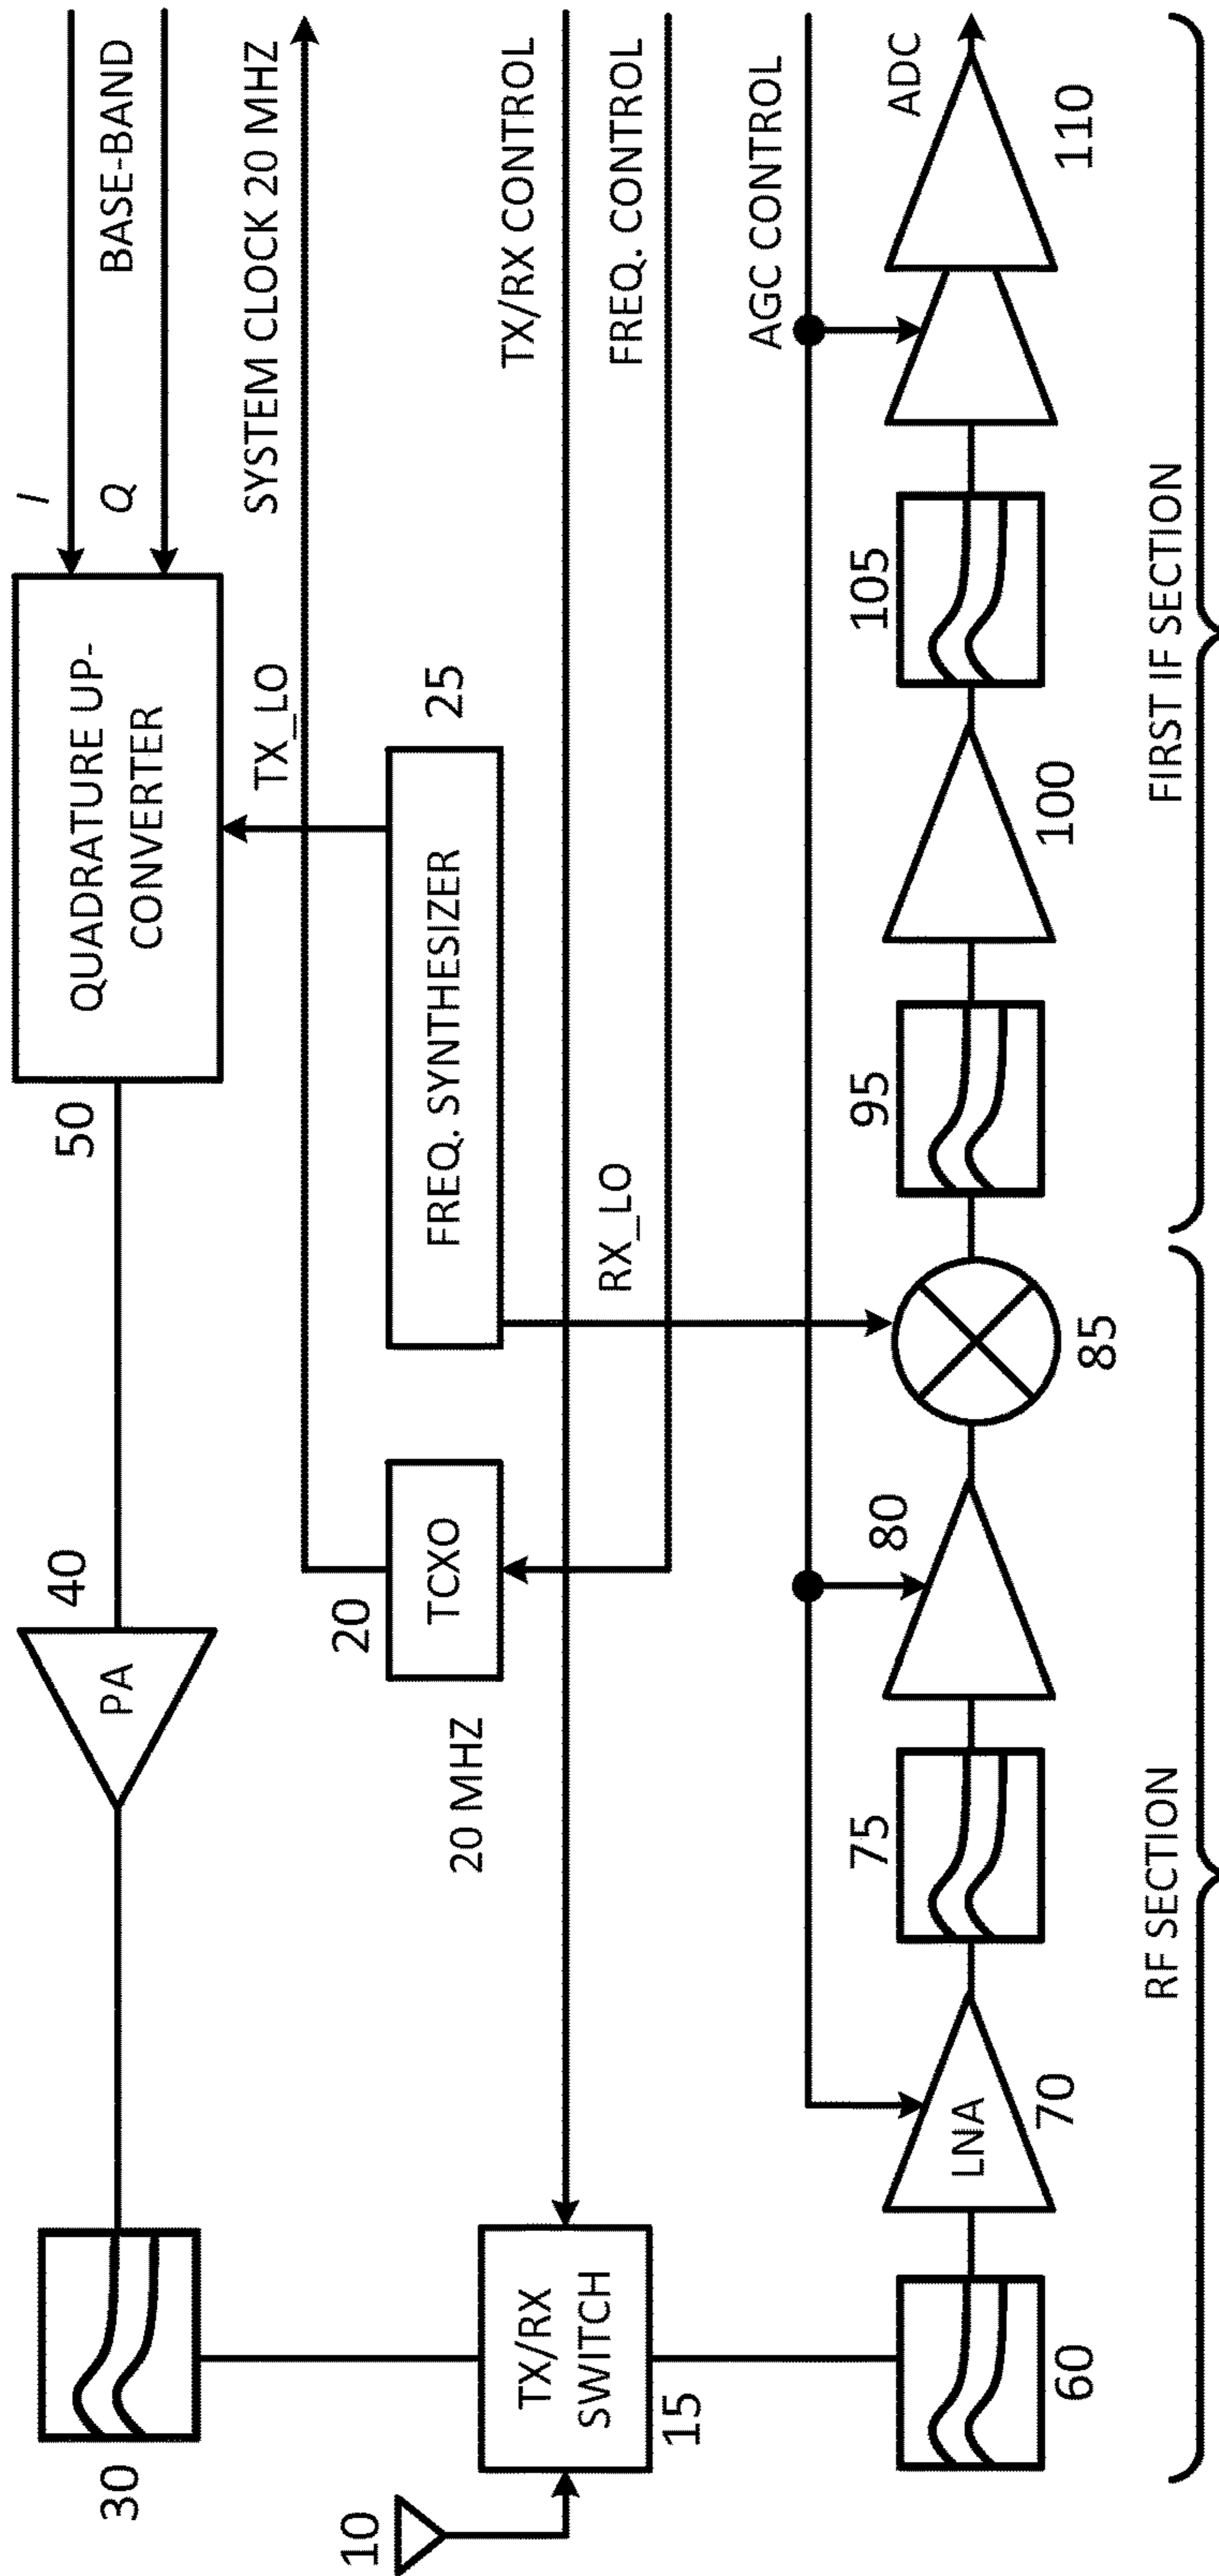 I
Q
BASE-BAND
QUADRATURE UP-
CONVERTER
50
40
PA
30
SYSTEM CLOCK 20 MHZ
TX_LO
25
FREQ. SYNTHESIZER
20
TCXO
20 MHZ
TX/RX CONTROL
FREQ. CONTROL
RX_LO
10
TX/RX
SWITCH
15
AGC CONTROL
60
LNA
70
75
80
85
95
100
105
110
ADC
RF SECTION
FIRST IF SECTION